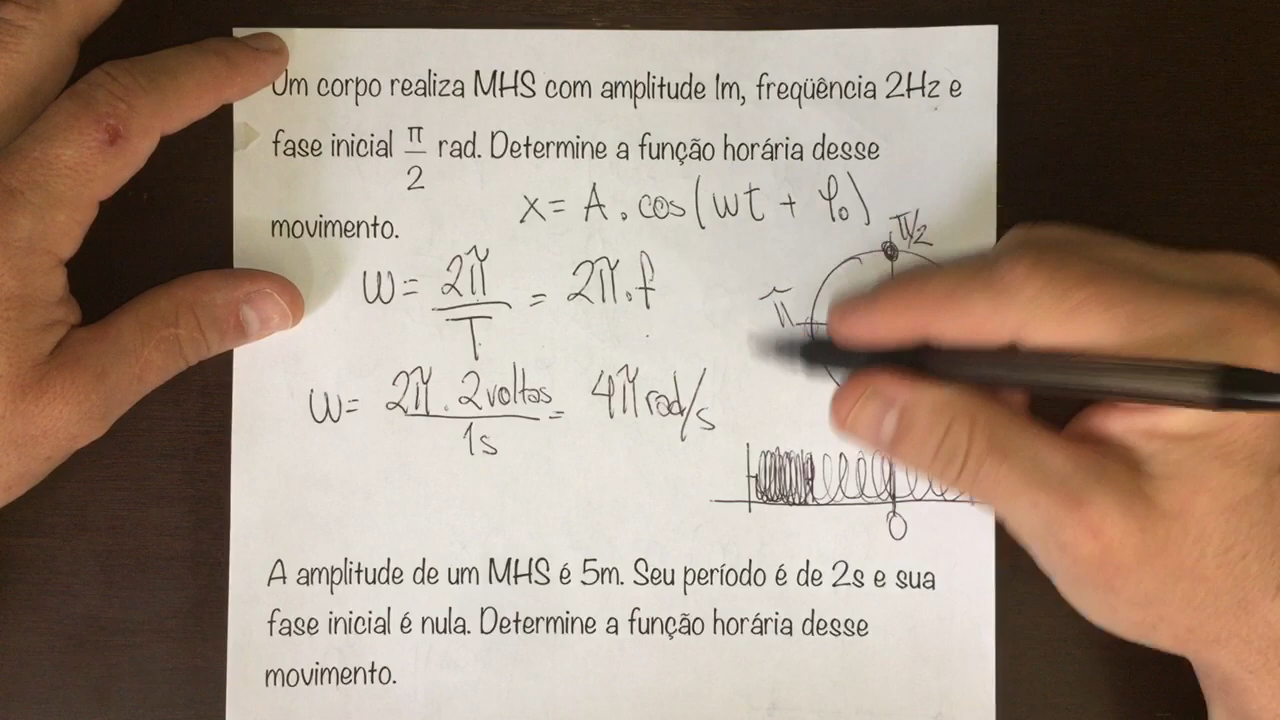 Um corpo realiza MHS com amplitude 1m, freqüência 2Hz e
fase inicial π/2 rad. Determine a função horária desse
movimento.
x = A . cos(wt + φ₀)
π/2
w = 2π/T = 2π.f
π
w = 2π . 2 voltas/1s = 4π rad/s
0
A amplitude de um MHS é 5m. Seu período é de 2s e sua
fase inicial é nula. Determine a função horária desse
movimento.